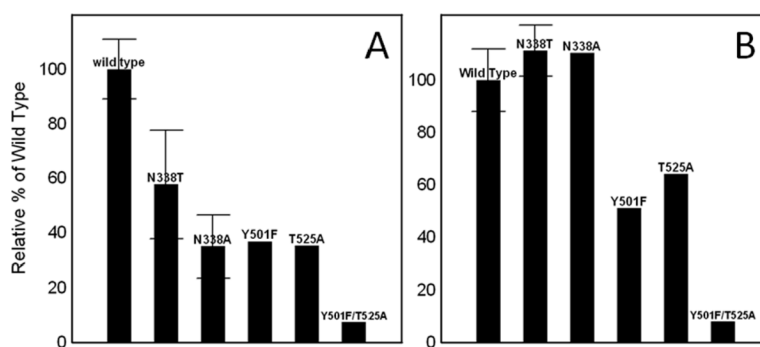 Relative % of Wild Type
A
100
80
60
40
20
0
wild type
N338T
N338A
Y501F
T525A
Y501F/T525A
B
100
80
60
40
20
0
Wild Type
N338T
N338A
Y501F
T525A
Y501F/T525A